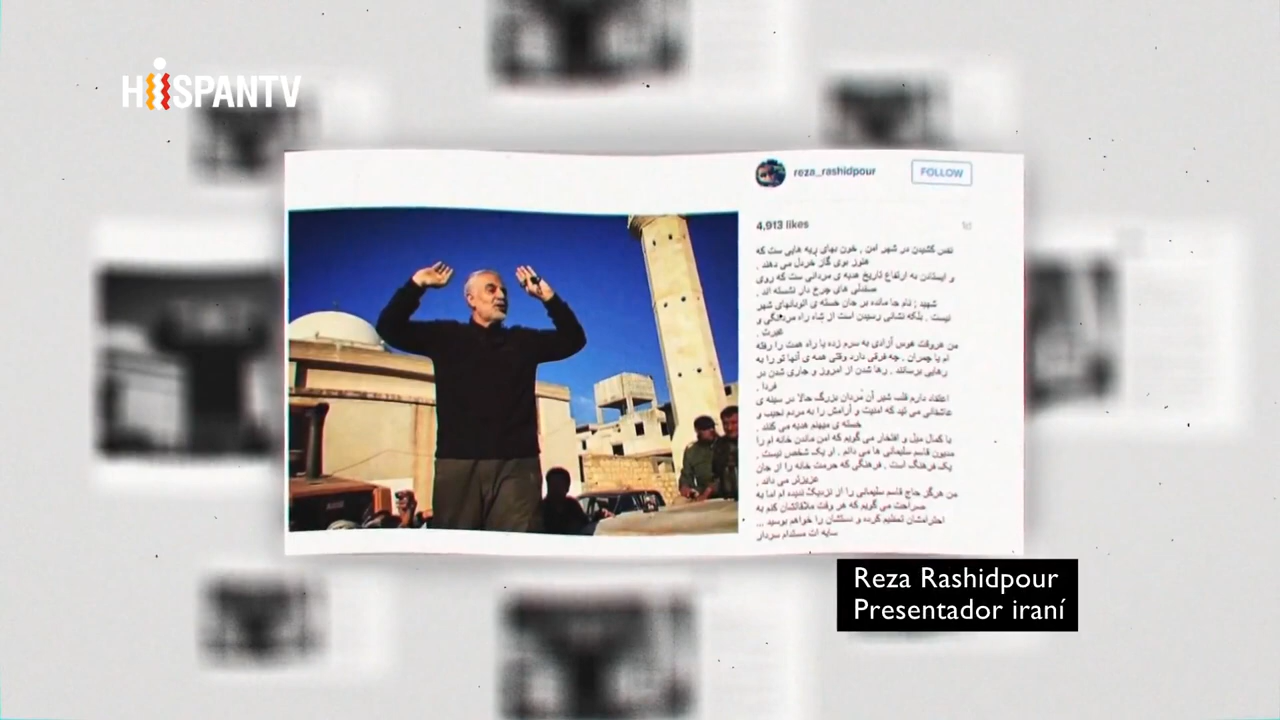 HISPANTV
reza_rashidpour
FOLLOW
4,913 likes
1d
نفس کشیدن در شهر امن , خون بهای ریه هایی ست که
هنوز بوی گاز خردل می دهند .
و ایستادن به ارتفاع تاریخ هدیه ی مردانی ست که روی
صندلی های چرخ دار نشسته اند .
شهید ; نام جا مانده بر جان خسته ی اتوبانهای شهر
نیست . بلکه نشانی رسیدن است از شاه راه مردانگی و
غیرت .
من هروقت هوس آزادی به سرم زده یا راه همت را رفته
ام یا چمران . چه فرقی دارد وقتی همه ی آنها تو را به
رهایی برسانند . رها شدن از امروز و جاری شدن در
فردا .
اعتقاد دارم قلب شیر آن مردان بزرگ حالا در سینه ی
عاشقانی می تپد که امنیت و آرامش را به مردم نجیب و
خسته ی میهنم هدیه می کنند .
با کمال میل و افتخار می گویم که امن ماندن خانه ام را
مدیون قاسم سلیمانی ها می دانم . او یک شخص نیست .
یک فرهنگ است . فرهنگی که حرمت خانه را از جان
عزیزش می داند .
من هرگز حاج قاسم سلیمانی را از نزدیک ندیده ام اما به
صراحت می گویم که هر وقت ملاقاتشان کنم به
احترامشان تعظیم کرده و دستشان را خواهم بوسید ...
سایه ات مستدام سردار
Reza Rashidpour
Presentador iraní